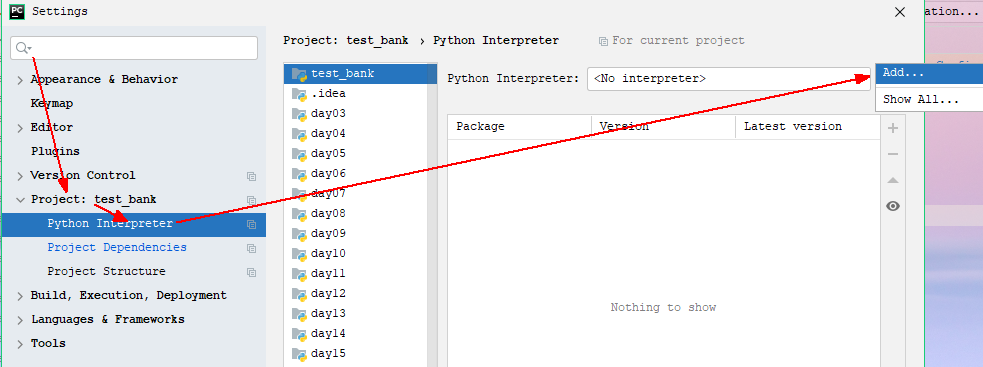 PC Settings
ation...
Project: test_bank › Python Interpreter For current project
Appearance & Behavior
Keymap
Editor
Plugins
Version Control
Project: test_bank
Python Interpreter
Project Dependencies
Project Structure
Build, Execution, Deployment
Languages & Frameworks
Tools
test_bank
.idea
day03
day04
day05
day06
day07
day08
day09
day10
day11
day12
day13
day14
day15
Python Interpreter: <No interpreter>
Add...
Show All...
Package Version Latest version
Nothing to show